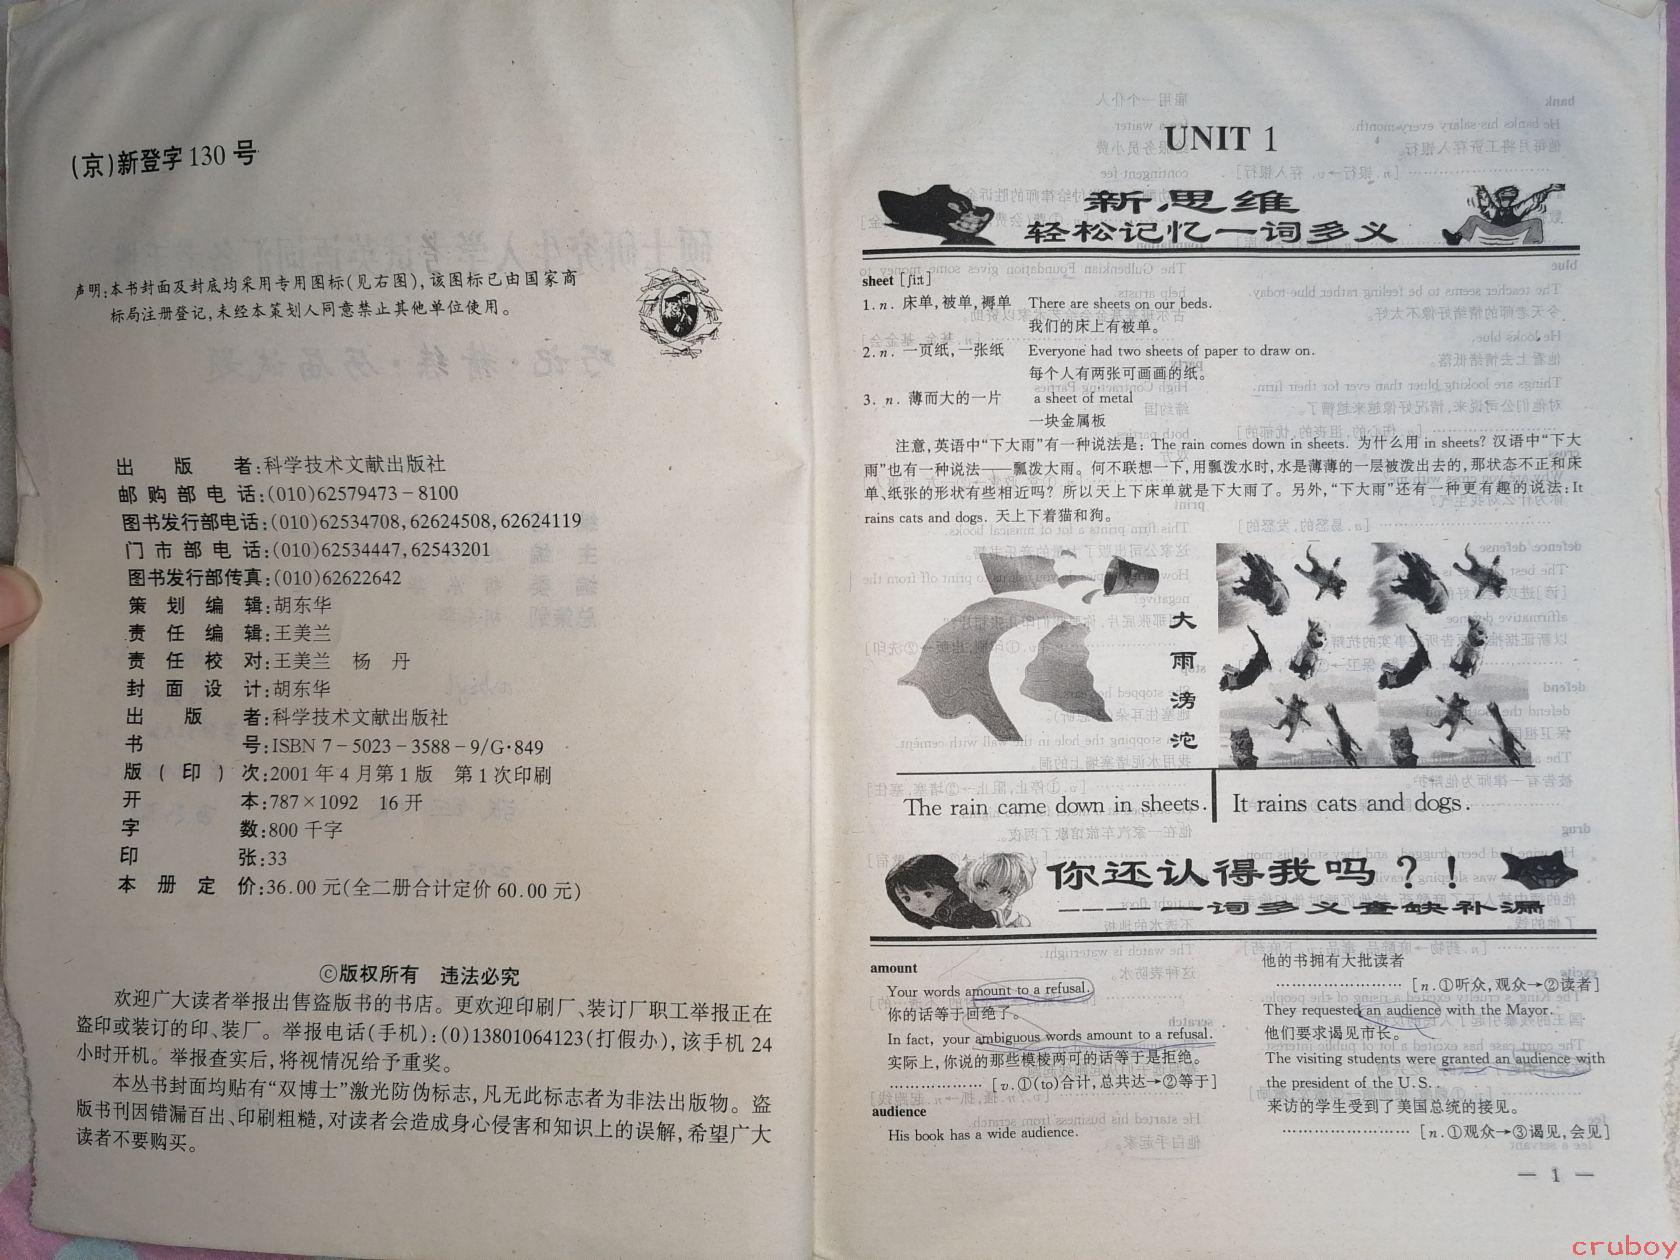 (京)新登字 130 号
声明:本书封面及封底均采用专用图标(见右图),该图标已由国家商
标局注册登记,未经本策划人同意禁止其他单位使用。
出版者:科学技术文献出版社
邮购部电话:(010)62579473-8100
图书发行部电话:(010)62534708,62624508,62624119
门市部电话:(010)62534447,62543201
图书发行部传真:(010)62622642
策划编辑:胡东华
责任编辑:王美兰
责任校对:王美兰 杨 丹
封面设计:胡东华
出版者:科学技术文献出版社
书号:ISBN 7-5023-3588-9/G·849
版(印)次:2001年4月第1版 第1次印刷
开本:787×1092 16开
字数:800千字
印张:33
本册定价:36.00元(全二册合计定价60.00元)
©版权所有 违法必究
欢迎广大读者举报出售盗版书的书店。更欢迎印刷厂、装订厂职工举报正在
盗印或装订的印、装厂。举报电话(手机):(0)13801064123(打假办),该手机24
小时开机。举报查实后,将视情况给予重奖。
本丛书封面均贴有“双博士”激光防伪标志,凡无此标志者为非法出版物。盗
版书刊因错漏百出、印刷粗糙,对读者会造成身心侵害和知识上的误解,希望广大
读者不要购买。
UNIT 1
新思维
轻松记忆一词多义
sheet [ʃiːt]
1. n. 床单,被单,褥单 There are sheets on our beds.
我们的床上有被单。
2. n. 一页纸,一张纸 Everyone had two sheets of paper to draw on.
每个人有两张可画画的纸。
3. n. 薄而大的一片 a sheet of metal
一块金属板
注意,英语中“下大雨”有一种说法是: The rain comes down in sheets. 为什么用 in sheets? 汉语中“下大
雨”也有一种说法——瓢泼大雨。何不联想一下,用瓢泼水时,水是薄薄的一层被泼出去的,那状态不正和床
单、纸张的形状有些相近吗? 所以天上下床单就是下大雨了。另外,“下大雨”还有一种更有趣的说法:It
rains cats and dogs. 天上下着猫和狗。
大
雨
滂
沱
The rain came down in sheets.
It rains cats and dogs.
你还认得我吗?!
----一词多义查缺补漏
amount
Your words amount to a refusal.
你的话等于回绝了。
In fact, your ambiguous words amount to a refusal.
实际上,你说的那些模棱两可的话等于是拒绝。
………………[v.①(to)合计,总共达→②等于]
audience
His book has a wide audience.
他的书拥有大批读者
……………………[n.①听众,观众→②读者]
They requested an audience with the Mayor.
他们要求谒见市长。
The visiting students were granted an audience with
the president of the U.S..
来访的学生受到了美国总统的接见。
……………………[n.①观众→③谒见,会见]
— 1 —
cruboy